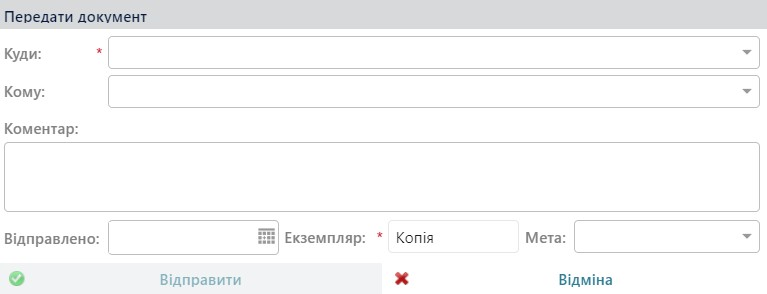 Передати документ
Куди: *
Кому:
Коментар:
Відправлено: Екземпляр: * Копія Мета:
Відправити Відміна